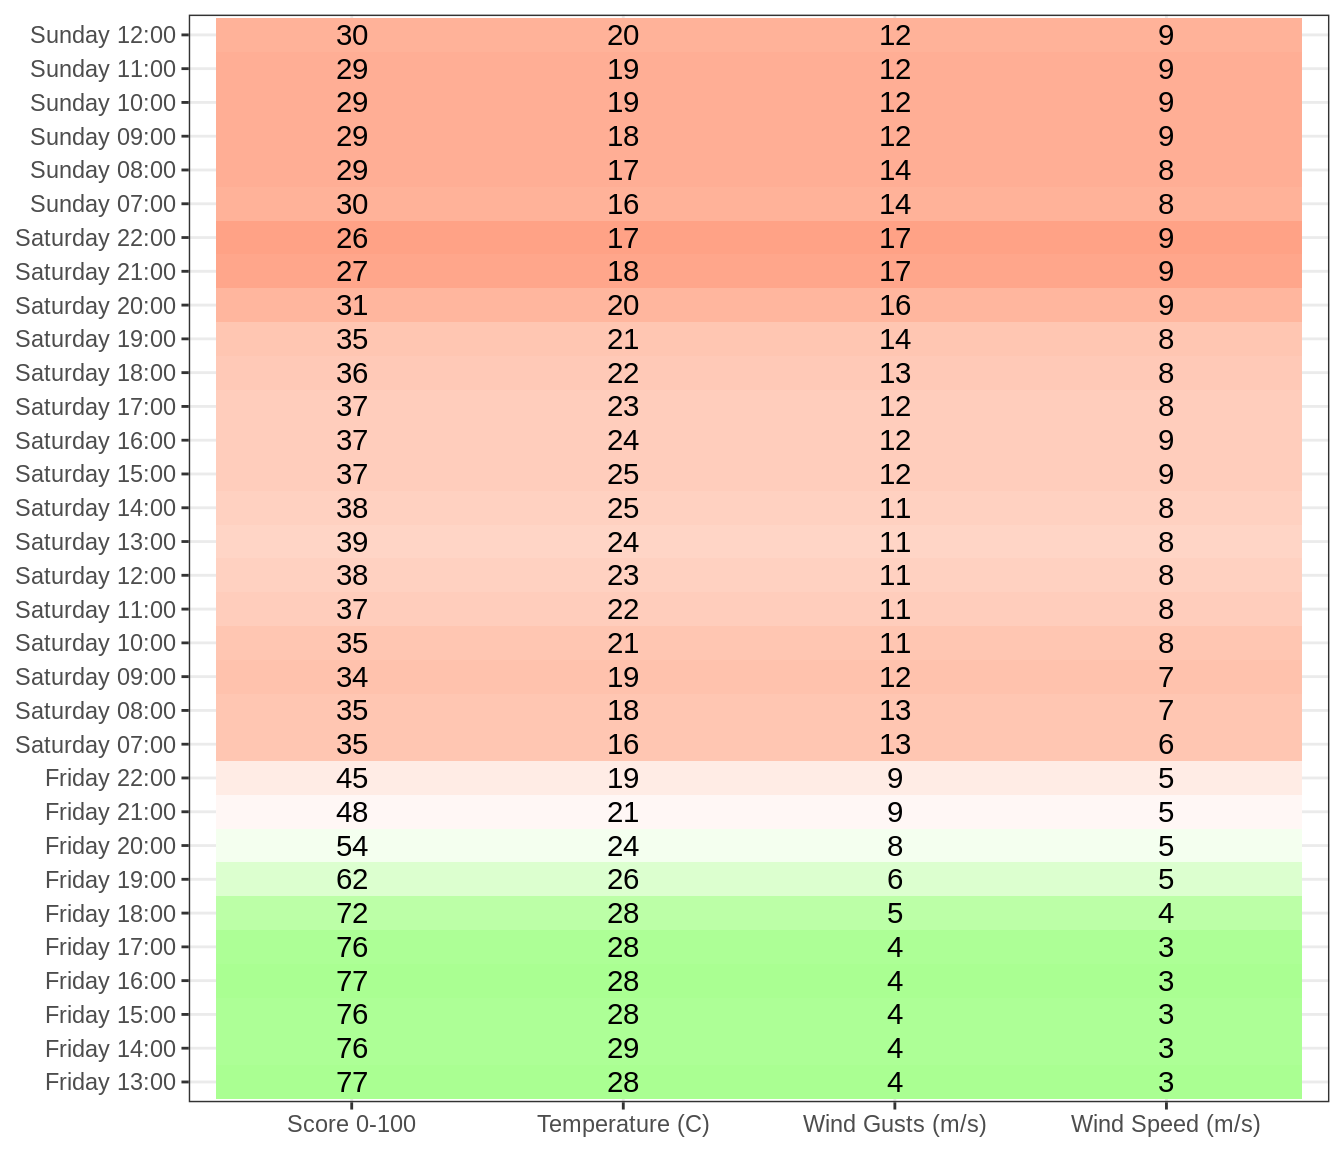 Sunday 12:00 30 20 12 9
Sunday 11:00 29 19 12 9
Sunday 10:00 29 19 12 9
Sunday 09:00 29 18 12 9
Sunday 08:00 29 17 14 8
Sunday 07:00 30 16 14 8
Saturday 22:00 26 17 17 9
Saturday 21:00 27 18 17 9
Saturday 20:00 31 20 16 9
Saturday 19:00 35 21 14 8
Saturday 18:00 36 22 13 8
Saturday 17:00 37 23 12 8
Saturday 16:00 37 24 12 9
Saturday 15:00 37 25 12 9
Saturday 14:00 38 25 11 8
Saturday 13:00 39 24 11 8
Saturday 12:00 38 23 11 8
Saturday 11:00 37 22 11 8
Saturday 10:00 35 21 11 8
Saturday 09:00 34 19 12 7
Saturday 08:00 35 18 13 7
Saturday 07:00 35 16 13 6
Friday 22:00 45 19 9 5
Friday 21:00 48 21 9 5
Friday 20:00 54 24 8 5
Friday 19:00 62 26 6 5
Friday 18:00 72 28 5 4
Friday 17:00 76 28 4 3
Friday 16:00 77 28 4 3
Friday 15:00 76 28 4 3
Friday 14:00 76 29 4 3
Friday 13:00 77 28 4 3
Score 0-100 Temperature (C) Wind Gusts (m/s) Wind Speed (m/s)